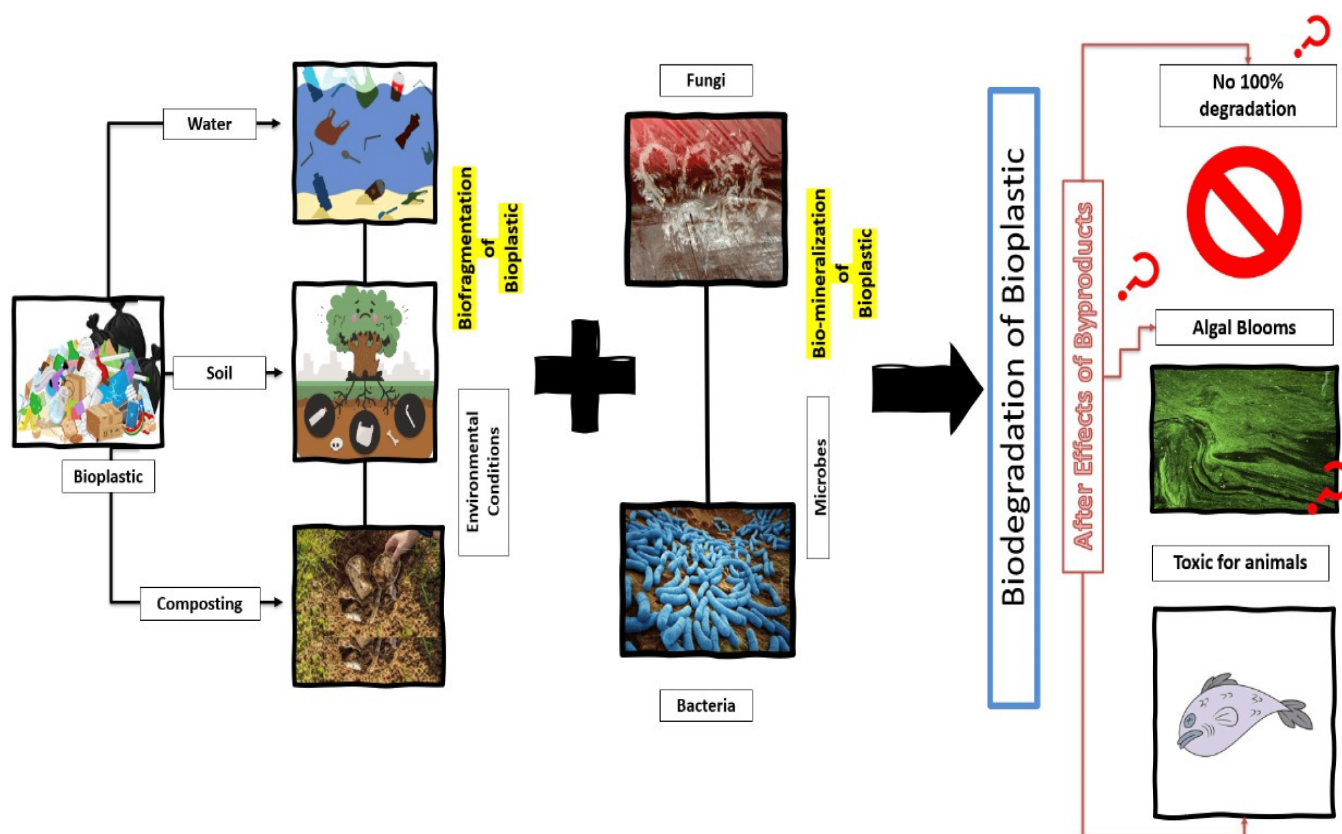 Water
Soil
Bioplastic
Composting
Biofragmentation
of
Bioplastic
Environmental
Conditions
Fungi
Bacteria
Bio-mineralization
of
Bioplastic
Microbes
Biodegradation of Bioplastic
After Effects of Byproducts
?
No 100%
degradation
?
Algal Blooms
?
Toxic for animals